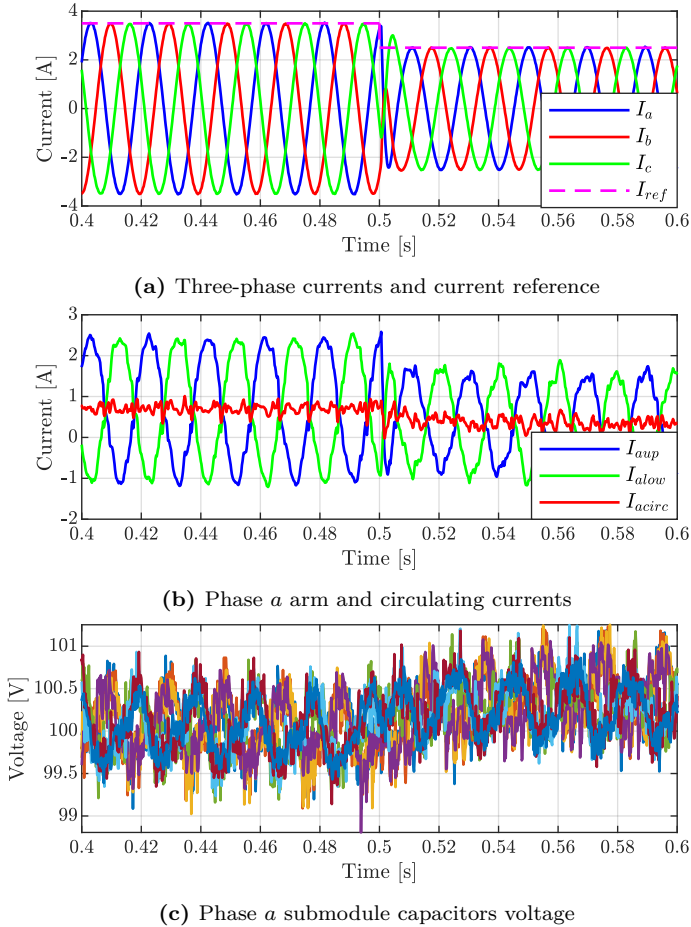 4
2
0
-2
-4
Current [A]
I_a
I_b
I_c
I_ref
0.4 0.42 0.44 0.46 0.48 0.5 0.52 0.54 0.56 0.58 0.6
Time [s]
(a) Three-phase currents and current reference
3
2
1
0
-1
-2
Current [A]
I_aup
I_alow
I_acirc
0.4 0.42 0.44 0.46 0.48 0.5 0.52 0.54 0.56 0.58 0.6
Time [s]
(b) Phase a arm and circulating currents
101
100.5
100
99.5
99
Voltage [V]
0.4 0.42 0.44 0.46 0.48 0.5 0.52 0.54 0.56 0.58 0.6
Time [s]
(c) Phase a submodule capacitors voltage